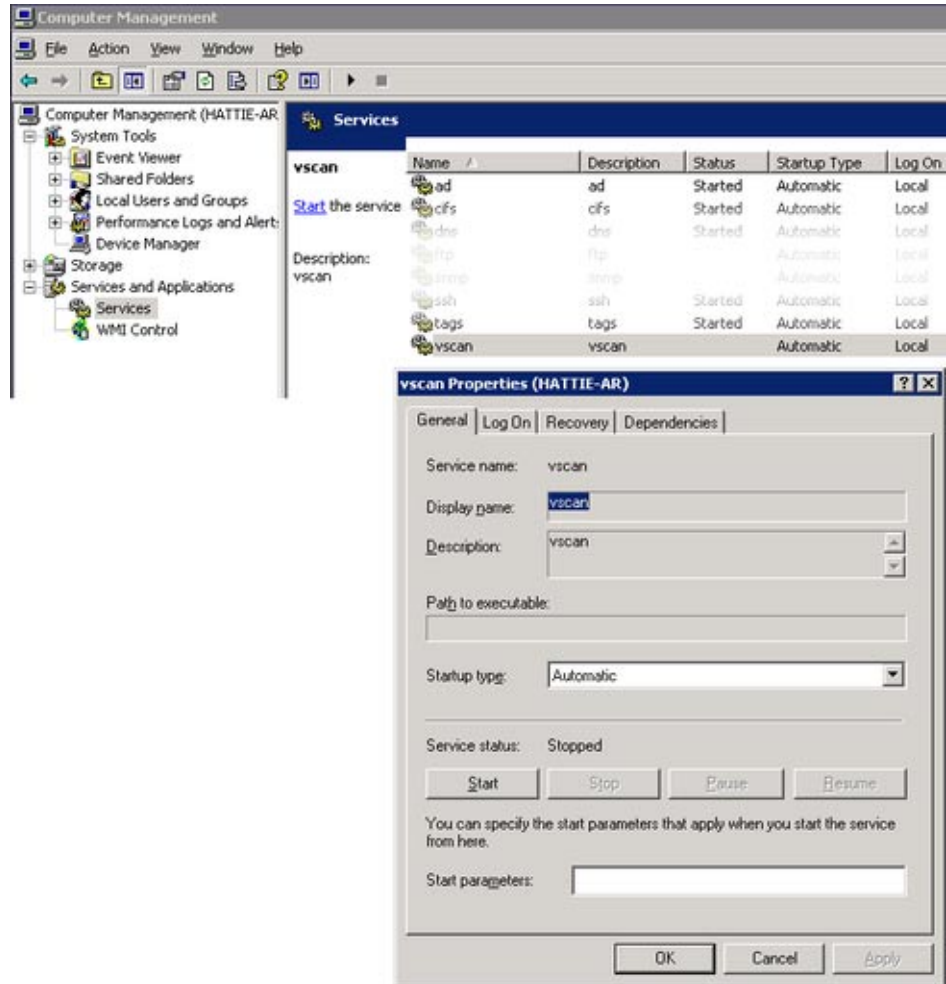 Computer Management
File Action View Window Help
Computer Management (HATTIE-AR
System Tools
Event Viewer
Shared Folders
Local Users and Groups
Performance Logs and Alert:
Device Manager
Storage
Services and Applications
Services
WMI Control
Services
vscan
Start the service
Description:
vscan
Name Description Status Startup Type Log On
ad ad Started Automatic Local
cifs cifs Started Automatic Local
dns dns Started Automatic Local
ftp ftp Automatic Local
snmp snmp Automatic Local
ssh ssh Started Automatic Local
tags tags Started Automatic Local
vscan vscan Automatic Local
vscan Properties (HATTIE-AR)
General Log On Recovery Dependencies
Service name: vscan
Display name: vscan
Description: vscan
Path to executable:
Startup type: Automatic
Service status: Stopped
Start Stop Pause Resume
You can specify the start parameters that apply when you start the service
from here.
Start parameters:
OK Cancel Apply